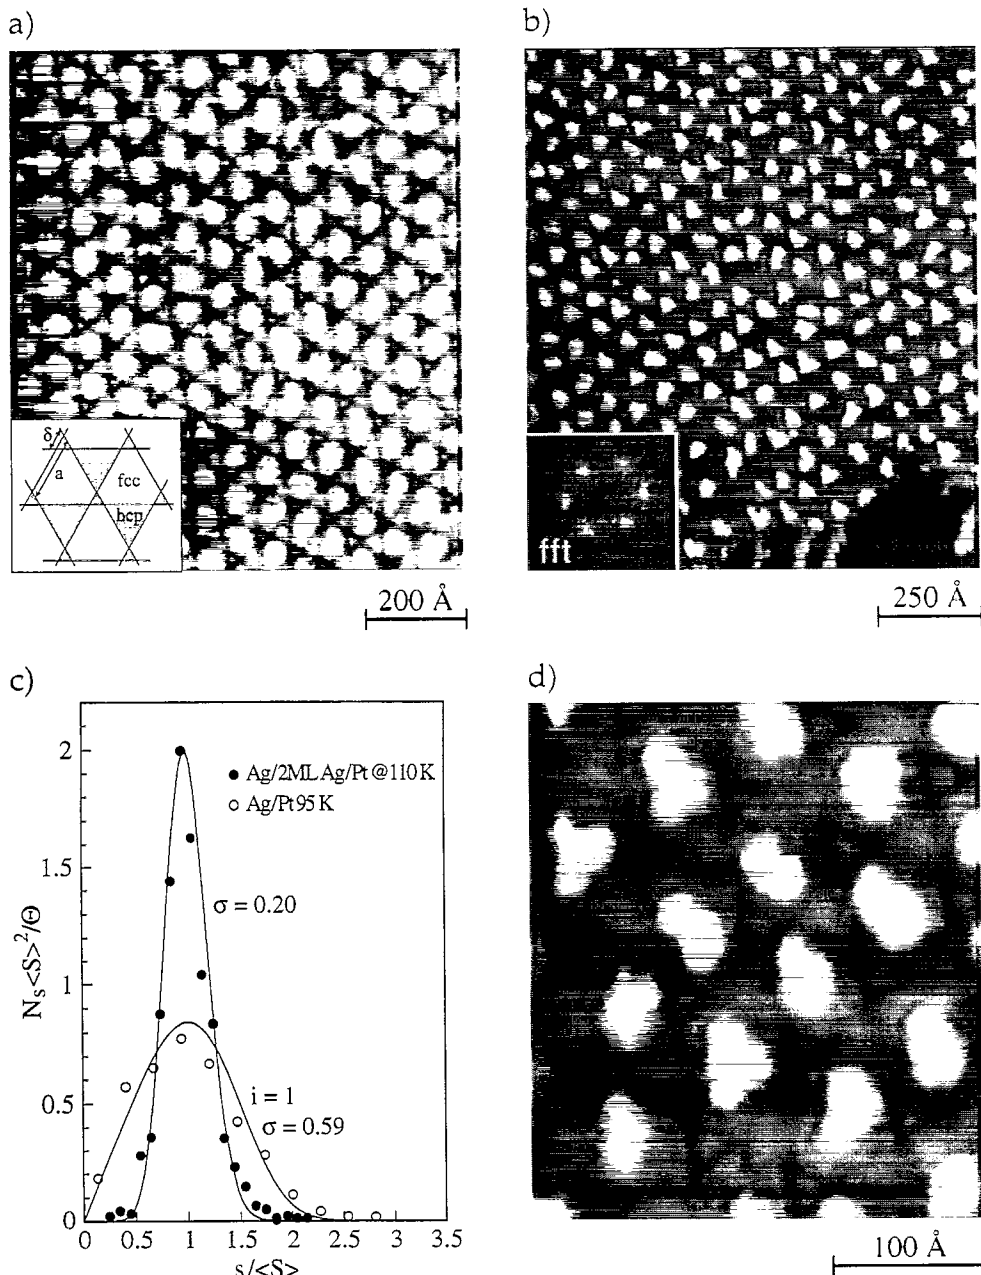 a)
δ
a
fcc
hcp
200 Å
b)
fft
250 Å
c)
N_s<S>²/Θ
2
1.5
1
0.5
0
● Ag/2ML Ag/Pt @110 K
○ Ag/Pt 95 K
σ = 0.20
i = 1
σ = 0.59
0 0.5 1 1.5 2 2.5 3 3.5
s/<S>
d)
100 Å